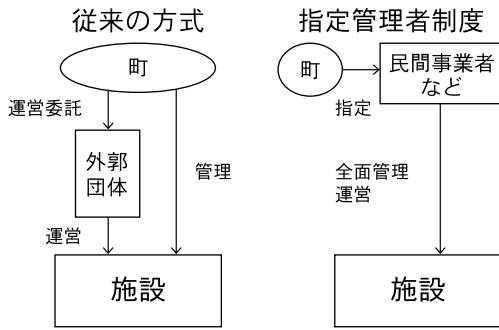 従来の方式
町
運営委託
外郭
団体
管理
運営
施設
指定管理者制度
町
民間事業者
など
指定
全面管理
運営
施設